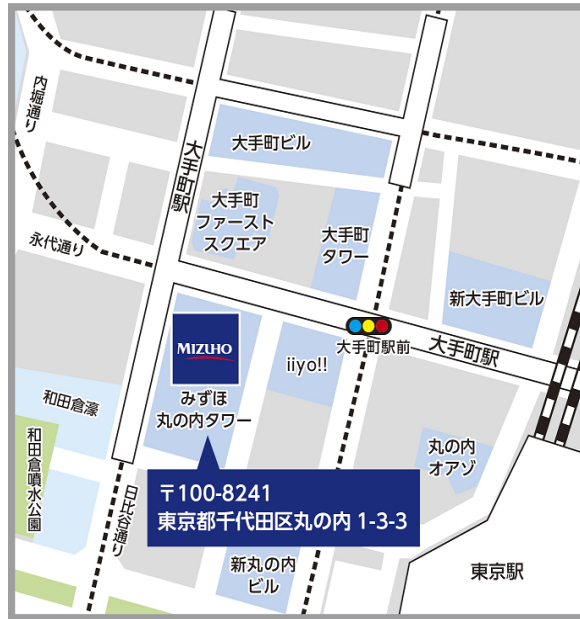 内堀通り
大手町ビル
大手町駅
大手町
ファースト
スクエア
大手町
タワー
永代通り
新大手町ビル
MIZUHO
iiyo!!
大手町駅前
大手町駅
みずほ
丸の内タワー
和田倉濠
和田倉噴水公園
丸の内
オアゾ
〒100-8241
東京都千代田区丸の内 1-3-3
日比谷通り
新丸の内
ビル
東京駅